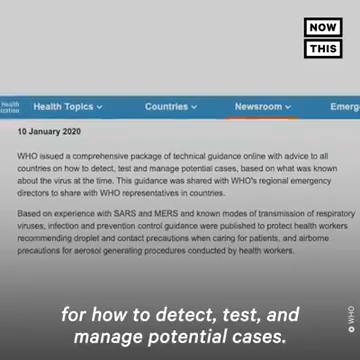 NOW
THIS
Health
ization
Health Topics
Countries
Newsroom
Emerg
10 January 2020
WHO issued a comprehensive package of technical guidance online with advice to all
countries on how to detect, test and manage potential cases, based on what was known
about the virus at the time. This guidance was shared with WHO's regional emergency
directors to share with WHO representatives in countries.
Based on experience with SARS and MERS and known modes of transmission of respiratory
viruses, infection and prevention control guidance were published to protect health workers
recommending droplet and contact precautions when caring for patients, and airborne
precautions for aerosol generating procedures conducted by health workers.
for how to detect, test, and
manage potential cases.
WHO